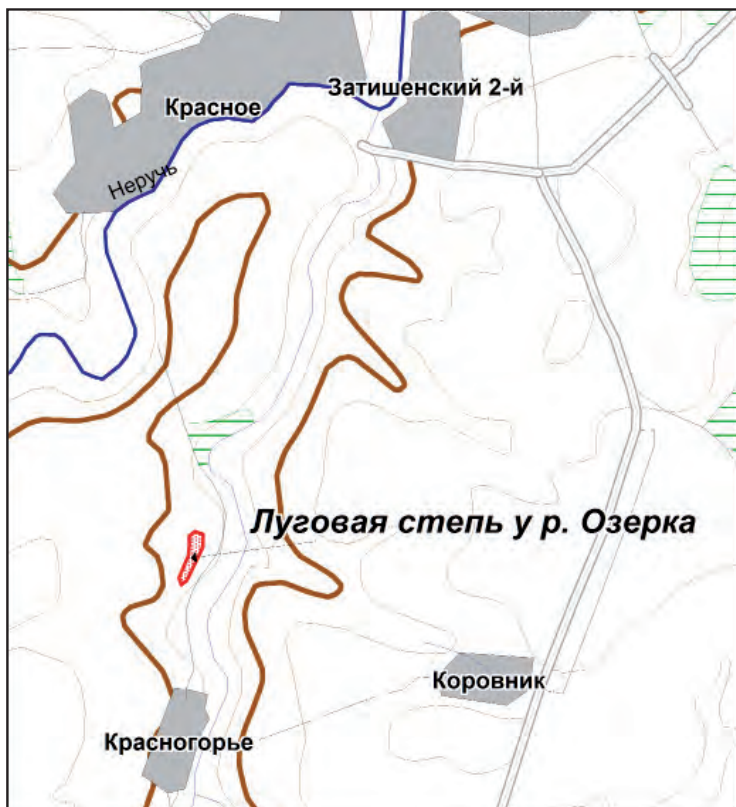 Затишенский 2-й
Красное
Неручь
Луговая степь у р. Озерка
Коровник
Красногорье